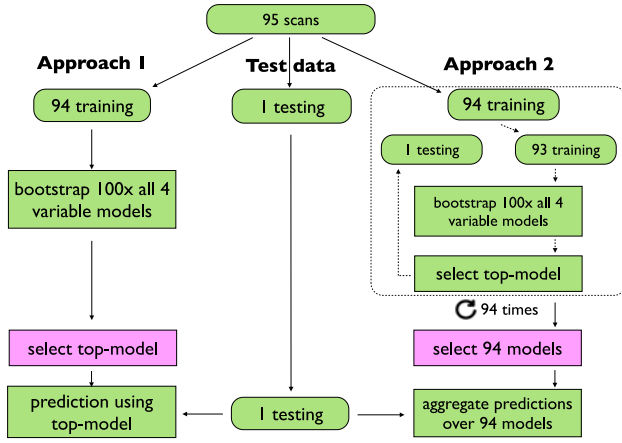 95 scans
Approach 1
Test data
Approach 2
94 training
1 testing
94 training
1 testing
93 training
bootstrap 100x all 4
variable models
bootstrap 100x all 4
variable models
select top-model
94 times
select top-model
select 94 models
prediction using
top-model
1 testing
aggregate predictions
over 94 models